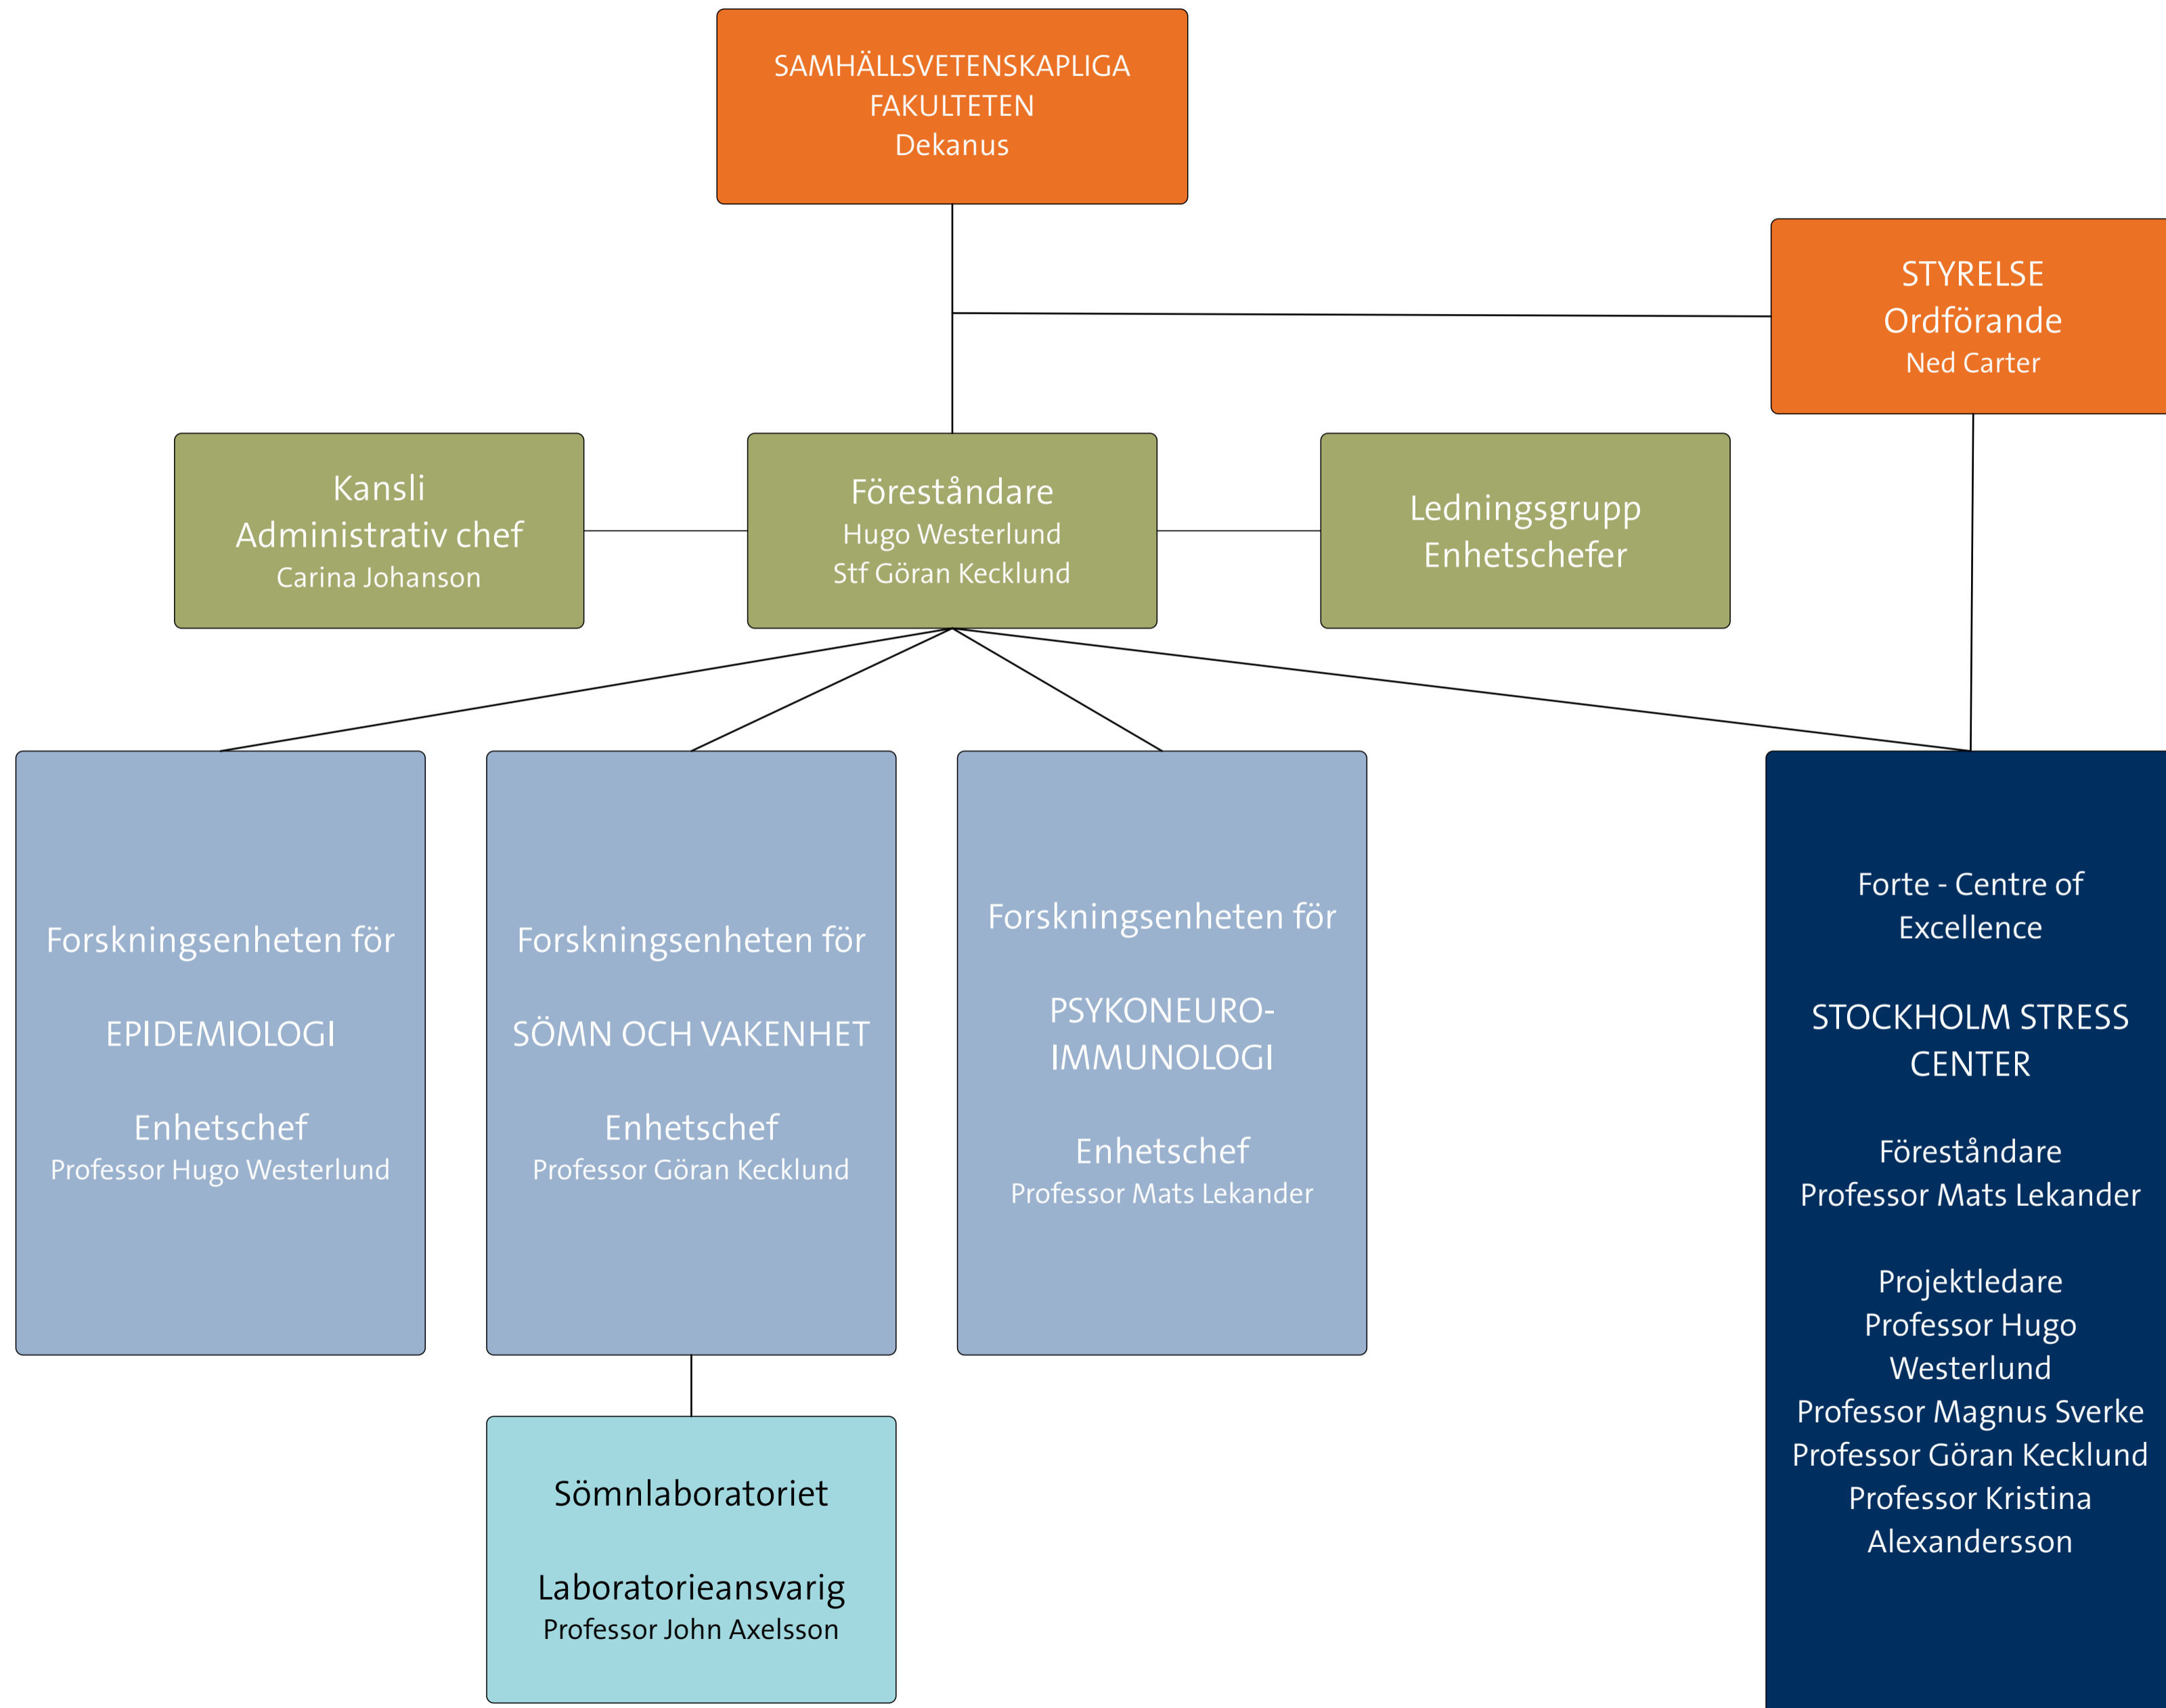 SAMHÄLLSVETENSKAPLIGA
FAKULTETEN
Dekanus
STYRELSE
Ordförande
Ned Carter
Kansli
Administrativ chef
Carina Johanson
Föreståndare
Hugo Westerlund
Stf Göran Kecklund
Ledningsgrupp
Enhetschefer
Forskningsenheten för
EPIDEMIOLOGI
Enhetschef
Professor Hugo Westerlund
Forskningsenheten för
SÖMN OCH VAKENHET
Enhetschef
Professor Göran Kecklund
Forskningsenheten för
PSYKONEURO-
IMMUNOLOGI
Enhetschef
Professor Mats Lekander
Forte - Centre of
Excellence
STOCKHOLM STRESS
CENTER
Föreståndare
Professor Mats Lekander
Projektledare
Professor Hugo
Westerlund
Professor Magnus Sverke
Professor Göran Kecklund
Professor Kristina
Alexandersson
Sömnlaboratoriet
Laboratorieansvarig
Professor John Axelsson